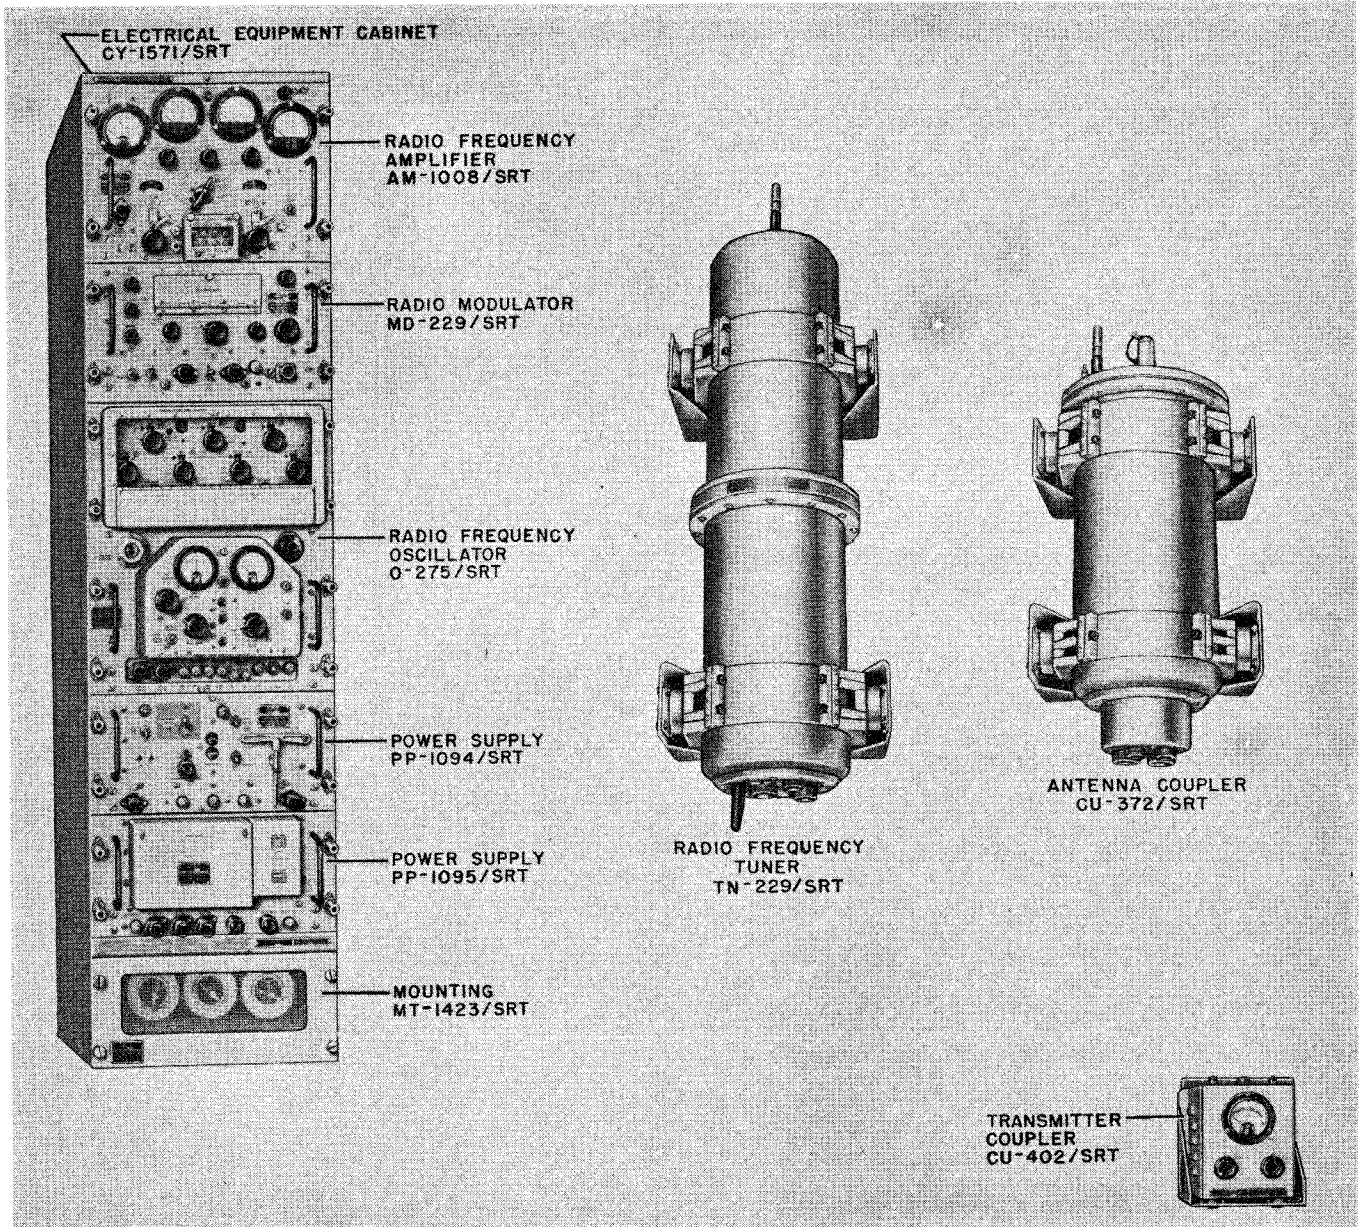 ELECTRICAL EQUIPMENT CABINET
CY-1571/SRT
RADIO FREQUENCY
AMPLIFIER
AM-1008/SRT
RADIO MODULATOR
MD-229/SRT
RADIO FREQUENCY
OSCILLATOR
O-275/SRT
POWER SUPPLY
PP-1094/SRT
POWER SUPPLY
PP-1095/SRT
MOUNTING
MT-1423/SRT
RADIO FREQUENCY
TUNER
TN-229/SRT
ANTENNA COUPLER
CU-372/SRT
TRANSMITTER
COUPLER
CU-402/SRT